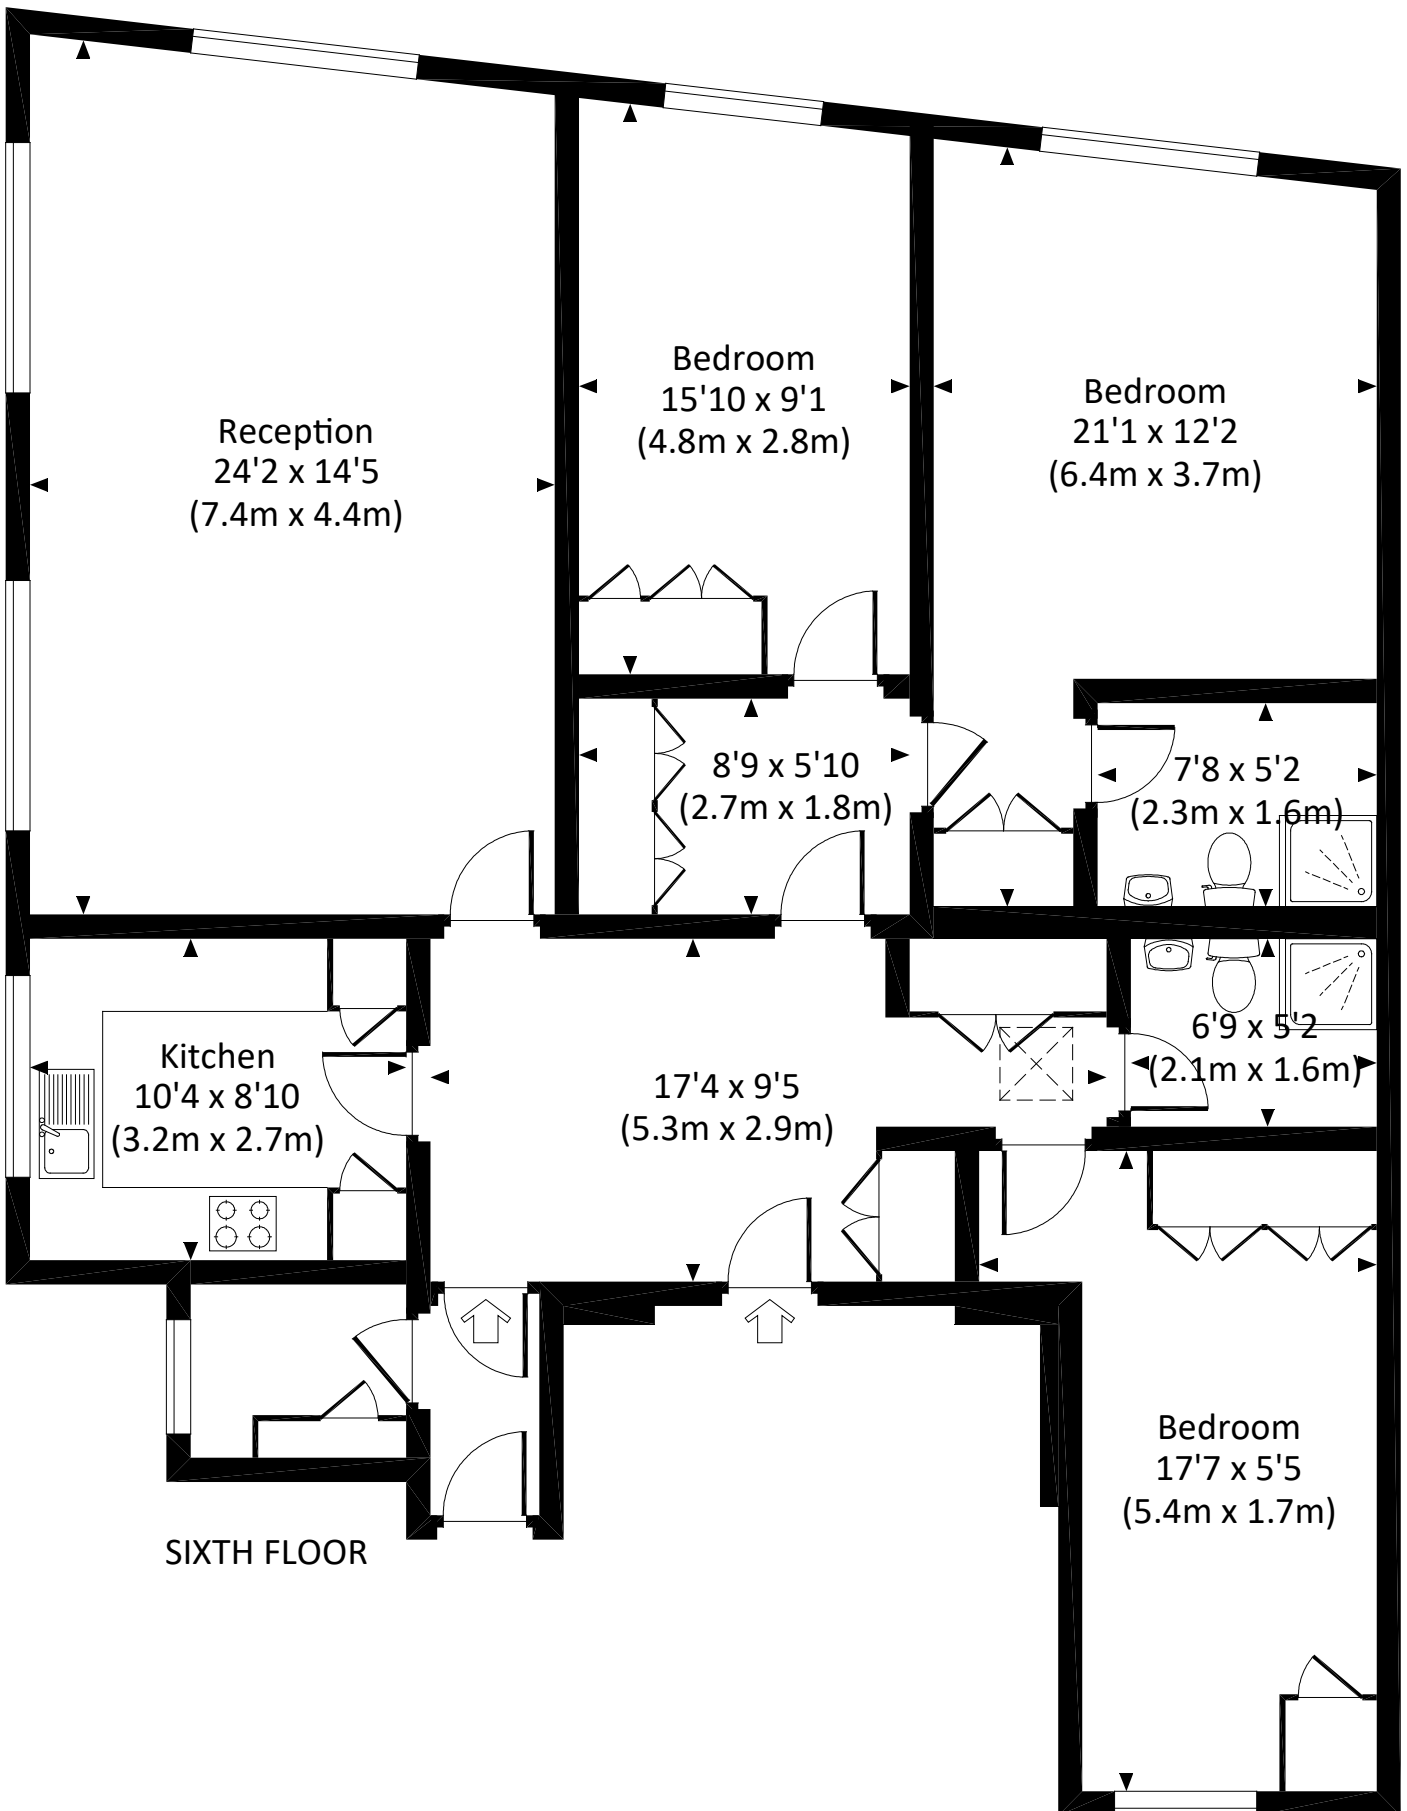 Reception
24'2 x 14'5
(7.4m x 4.4m)
Bedroom
15'10 x 9'1
(4.8m x 2.8m)
Bedroom
21'1 x 12'2
(6.4m x 3.7m)
8'9 x 5'10
(2.7m x 1.8m)
7'8 x 5'2
(2.3m x 1.6m)
Kitchen
10'4 x 8'10
(3.2m x 2.7m)
17'4 x 9'5
(5.3m x 2.9m)
6'9 x 5'2
(2.1m x 1.6m)
Bedroom
17'7 x 5'5
(5.4m x 1.7m)
SIXTH FLOOR